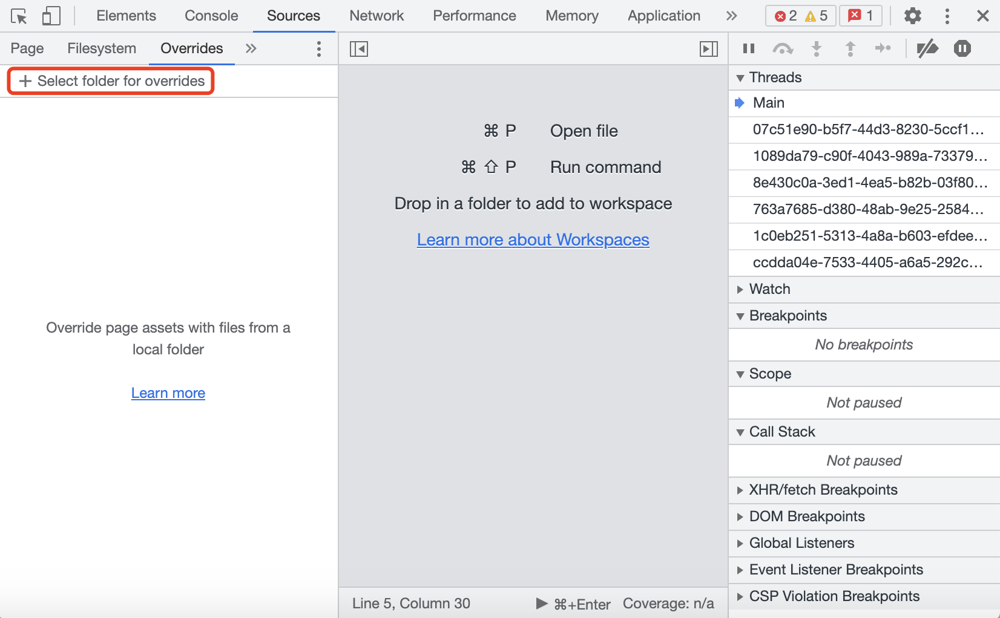 Elements Console Sources Network Performance Memory Application 2 5 1
Page Filesystem Overrides
+ Select folder for overrides
Override page assets with files from a
local folder
Learn more
⌘ P Open file
⌘ ⇧ P Run command
Drop in a folder to add to workspace
Learn more about Workspaces
Line 5, Column 30 ⌘+Enter Coverage: n/a
Threads
Main
07c51e90-b5f7-44d3-8230-5ccf1…
1089da79-c90f-4043-989a-73379…
8e430c0a-3ed1-4ea5-b82b-03f80…
763a7685-d380-48ab-9e25-2584…
1c0eb251-5313-4a8a-b603-efdee…
ccdda04e-7533-4405-a6a5-292c…
Watch
Breakpoints
No breakpoints
Scope
Not paused
Call Stack
Not paused
XHR/fetch Breakpoints
DOM Breakpoints
Global Listeners
Event Listener Breakpoints
CSP Violation Breakpoints